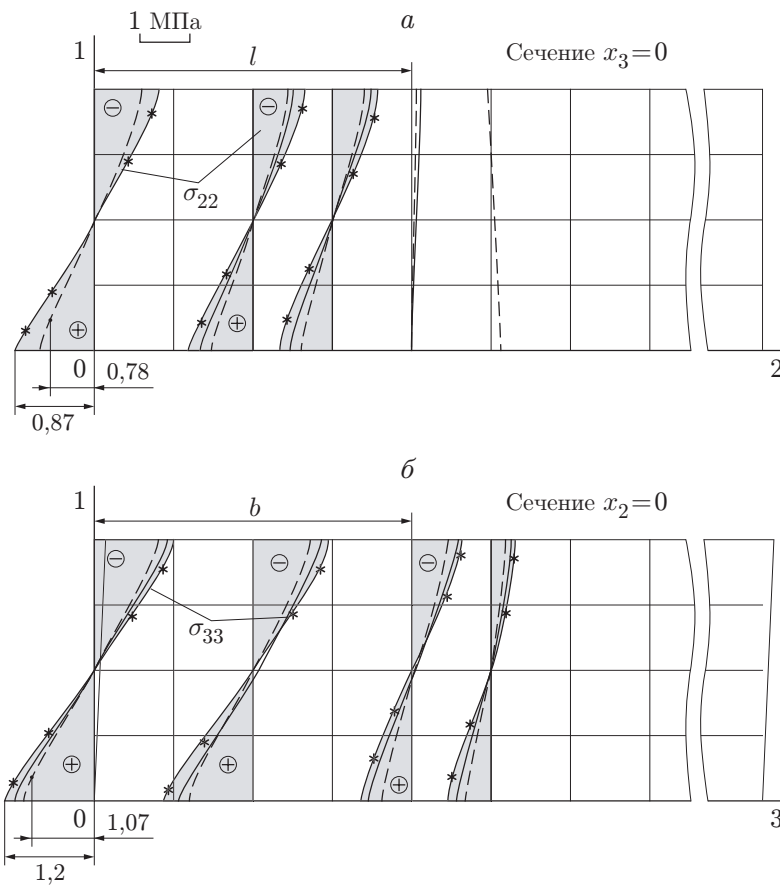 1 МПа
а
1
l
Сечение x₃=0
⊖
⊖
σ₂₂
⊕
⊕
0
0,78
2
0,87
б
1
b
Сечение x₂=0
⊖
⊖
⊖
σ₃₃
⊕
⊕
⊕
0
1,07
3
1,2